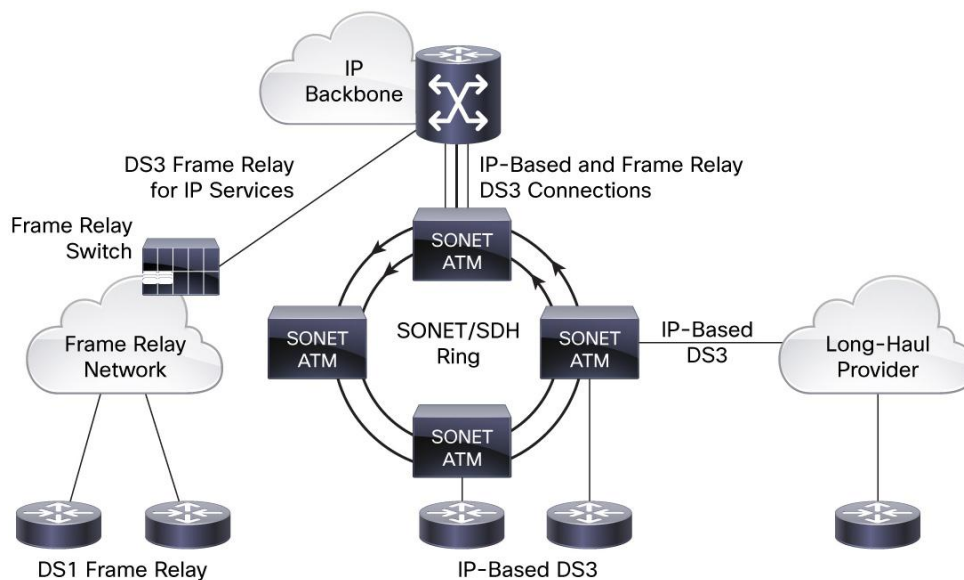 IP
Backbone
DS3 Frame Relay
for IP Services
IP-Based and Frame Relay
DS3 Connections
Frame Relay
Switch
SONET
ATM
SONET
ATM
SONET/SDH
Ring
SONET
ATM
IP-Based
DS3
Frame Relay
Network
Long-Haul
Provider
SONET
ATM
DS1 Frame Relay
IP-Based DS3